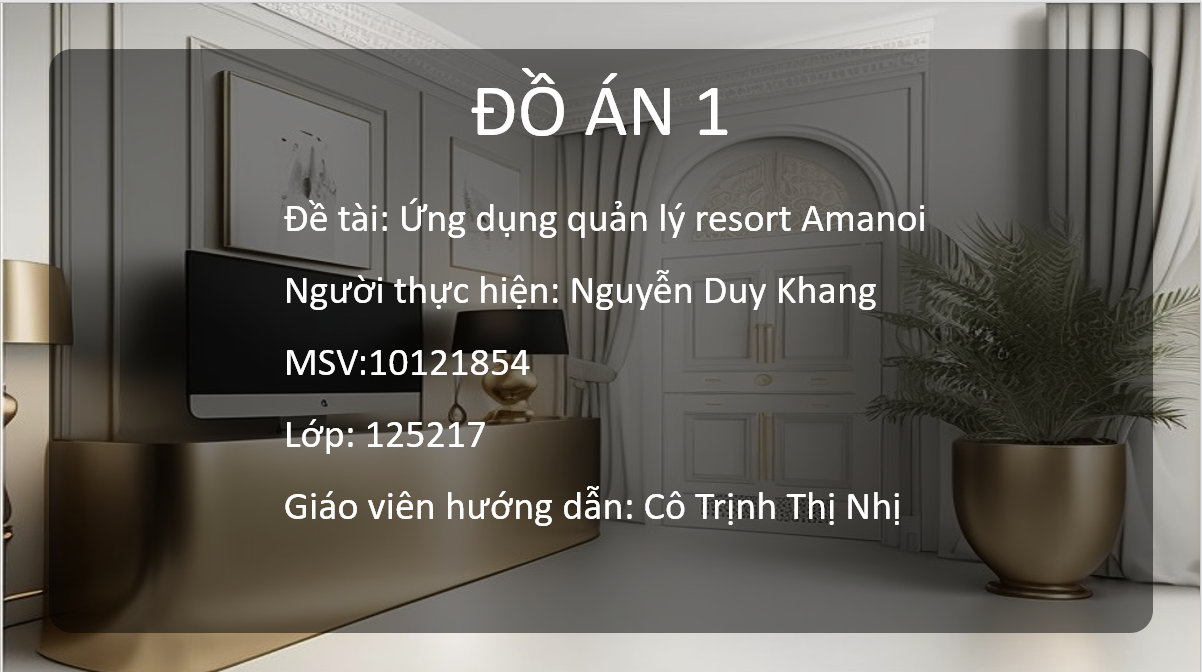 ĐỒ ÁN 1
Đề tài: Ứng dụng quản lý resort Amanoi
Người thực hiện: Nguyễn Duy Khang
MSV:10121854
Lớp: 125217
Giáo viên hướng dẫn: Cô Trịnh Thị Nhị